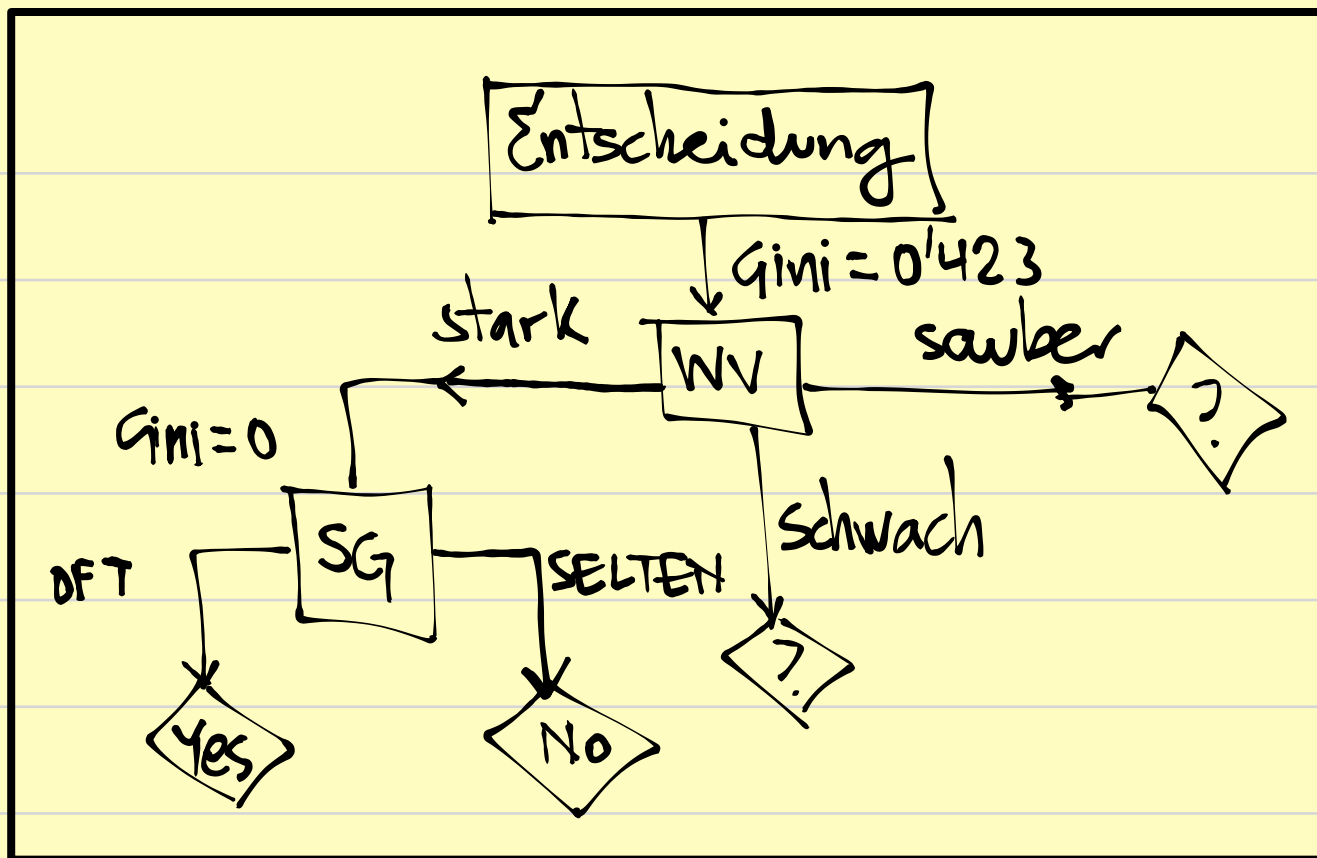 Entscheidung
Gini = 0'423
stark
WV
sauber
?
Gini = 0
SG
schwach
OFT
SELTEN
?
Yes
No